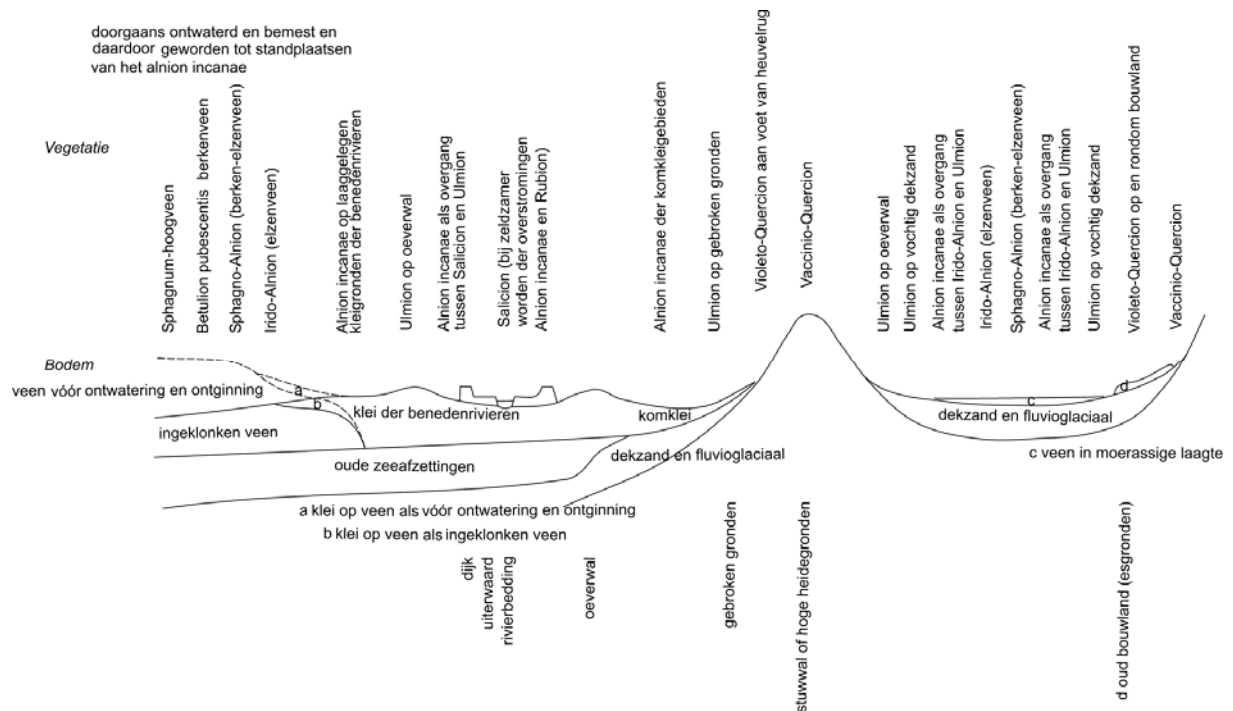 doorgaans ontwaterd en bemest en
daardoor geworden tot standplaatsen
van het alnion incanae
Vegetatie
Sphagnum-hoogveen
Betulion pubescentis berkenveen
Sphagno-Alnion (berken-elzenveen)
Irido-Alnion (elzenveen)
Alnion incanae op laaggelegen
kleigronden der benedenrivieren
Ulmion op oeverwal
Alnion incanae als overgang
tussen Salicion en Ulmion
Salicion (bij zeldzamer
worden der overstromingen
Alnion incanae en Rubion)
Alnion incanae der komkleigebieden
Ulmion op gebroken gronden
Violeto-Quercion aan voet van heuvelrug
Vaccinio-Quercion
Ulmion op oeverwal
Ulmion op vochtig dekzand
Alnion incanae als overgang
tussen Irido-Alnion en Ulmion
Irido-Alnion (elzenveen)
Sphagno-Alnion (berken-elzenveen)
Alnion incanae als overgang
tussen Irido-Alnion en Ulmion
Ulmion op vochtig dekzand
Violeto-Quercion op en rondom bouwland
Vaccinio-Quercion
Bodem
veen vóór ontwatering en ontginning
a
b
klei der benedenrivieren
komklei
c
d
dekzand en fluvioglaciaal
ingeklonken veen
oude zeeafzettingen
dekzand en fluvioglaciaal
c veen in moerassige laagte
a klei op veen als vóór ontwatering en ontginning
b klei op veen als ingeklonken veen
dijk
uiterwaard
rivierbedding
oeverwal
gebroken gronden
stuwwal of hoge heidegronden
d oud bouwland (esgronden)